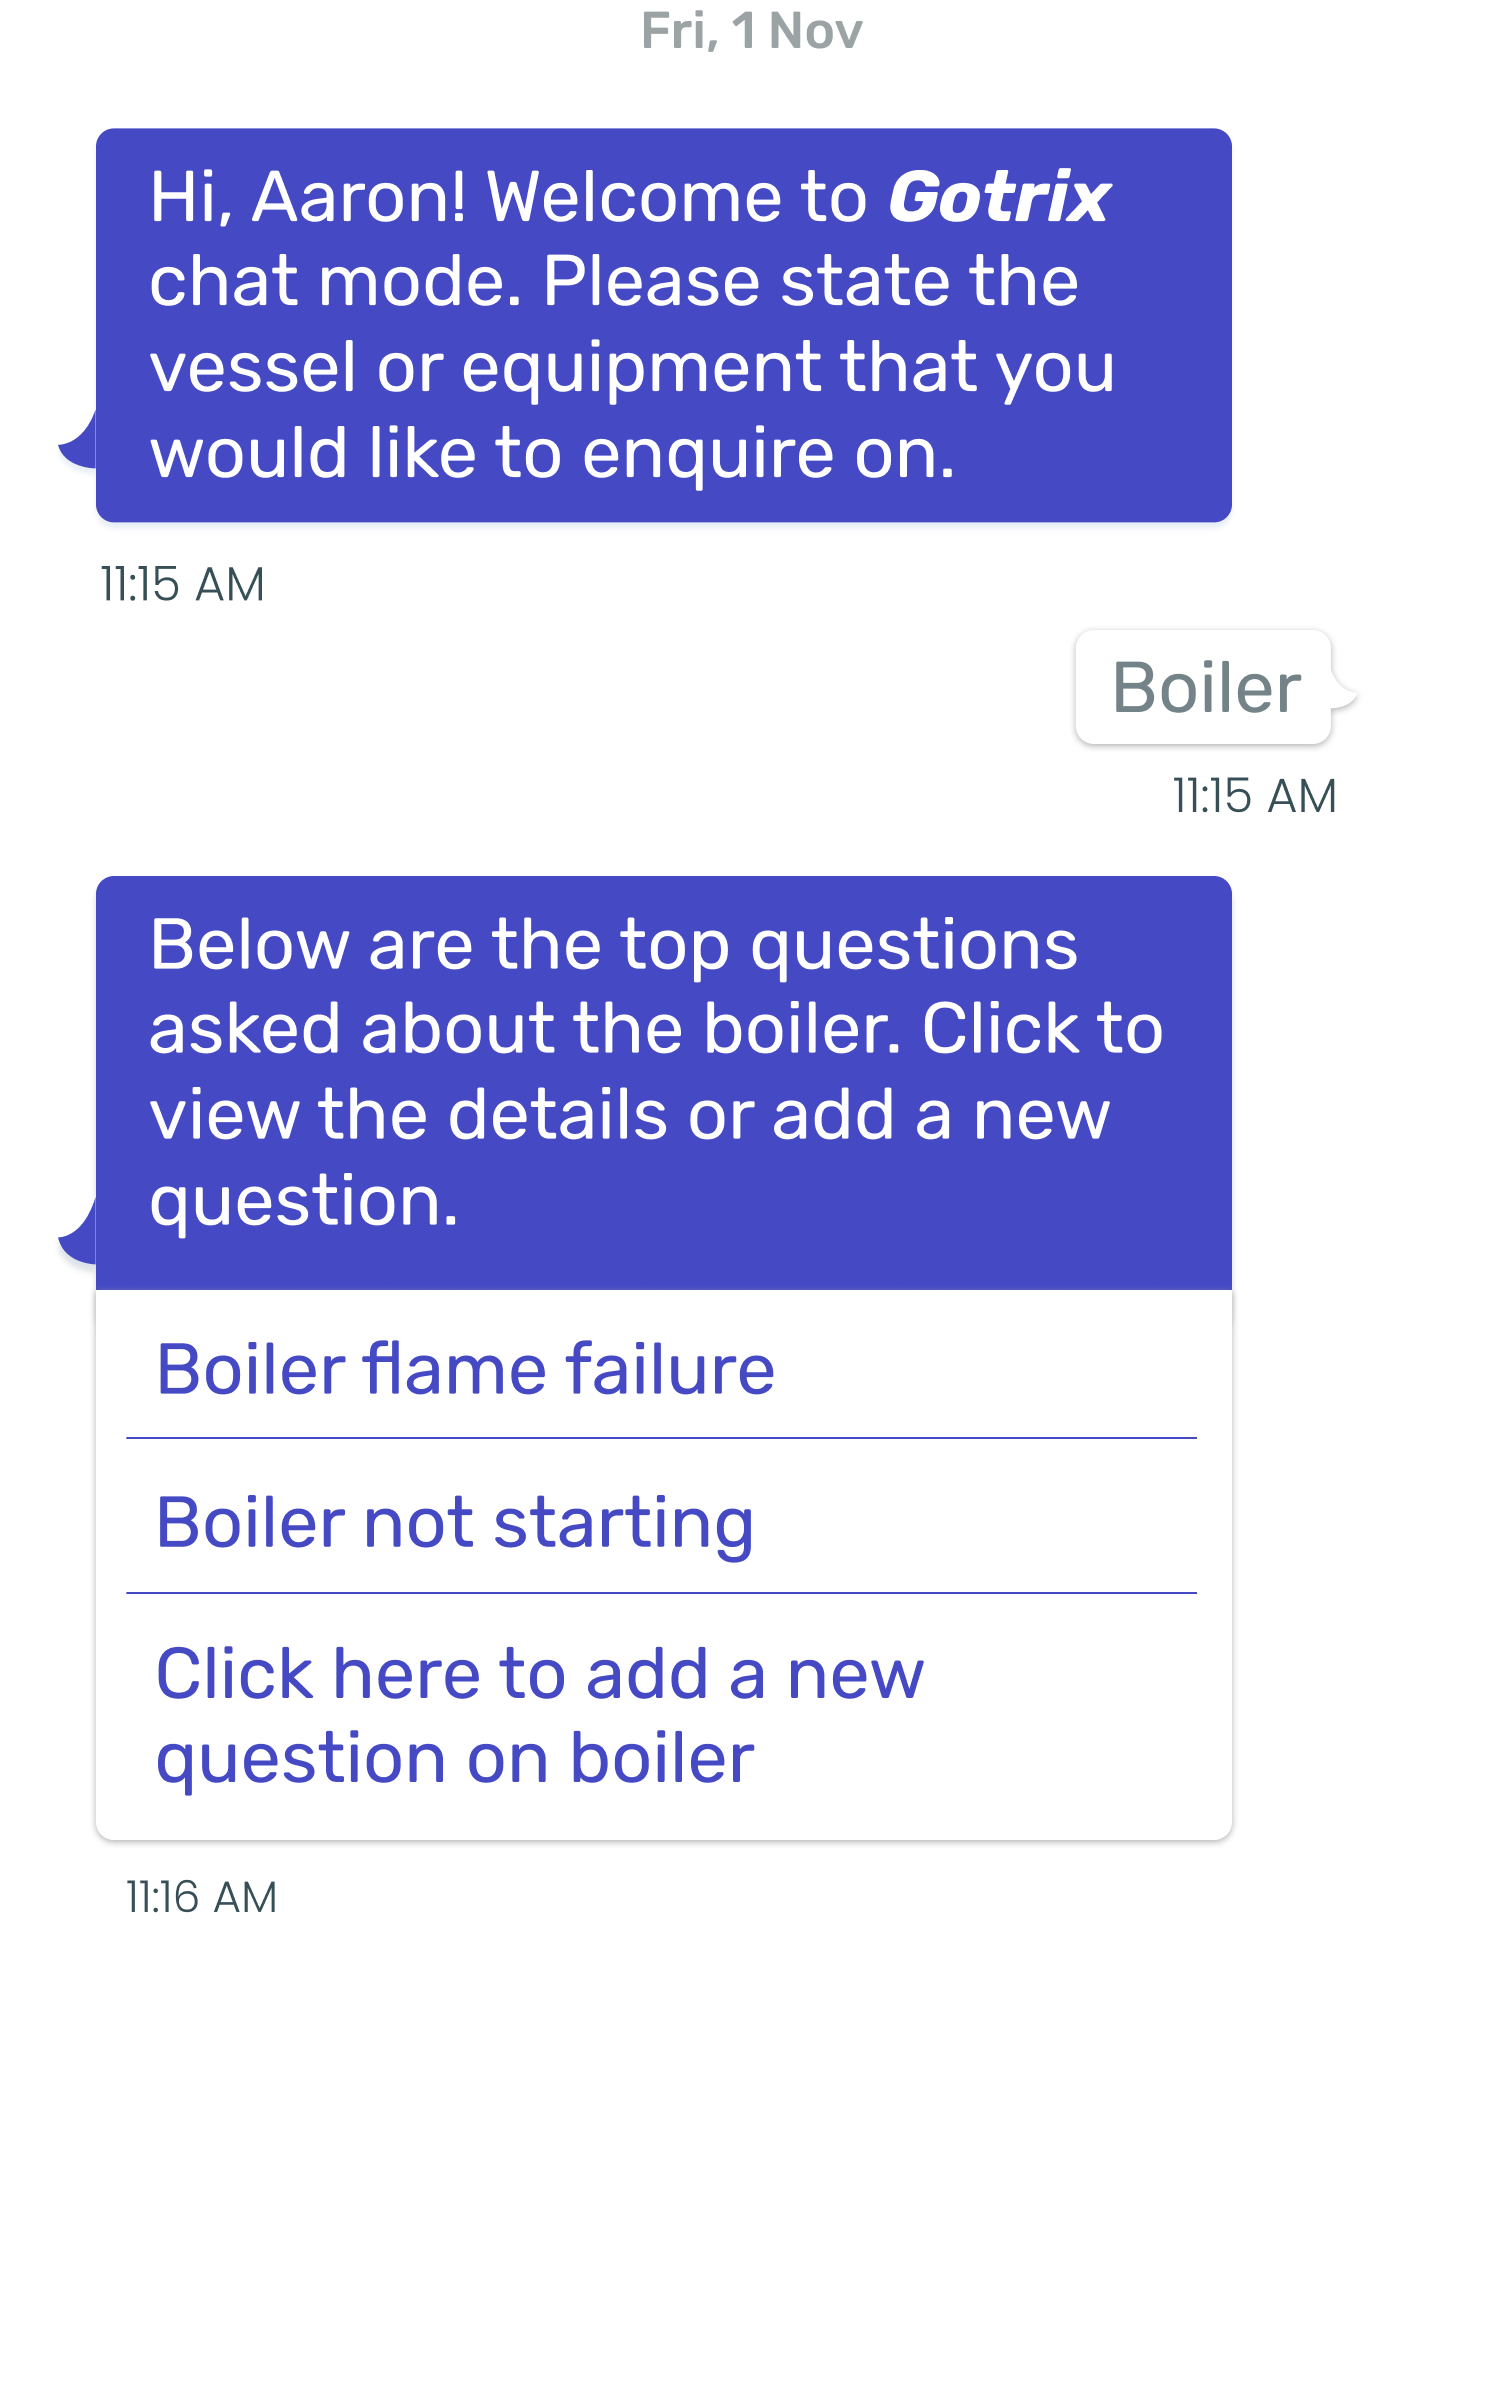 Fri, 1 Nov
Hi, Aaron! Welcome to Gotrix
chat mode. Please state the
vessel or equipment that you
would like to enquire on.
11:15 AM
Boiler
11:15 AM
Below are the top questions
asked about the boiler. Click to
view the details or add a new
question.
Boiler flame failure
Boiler not starting
Click here to add a new
question on boiler
11:16 AM